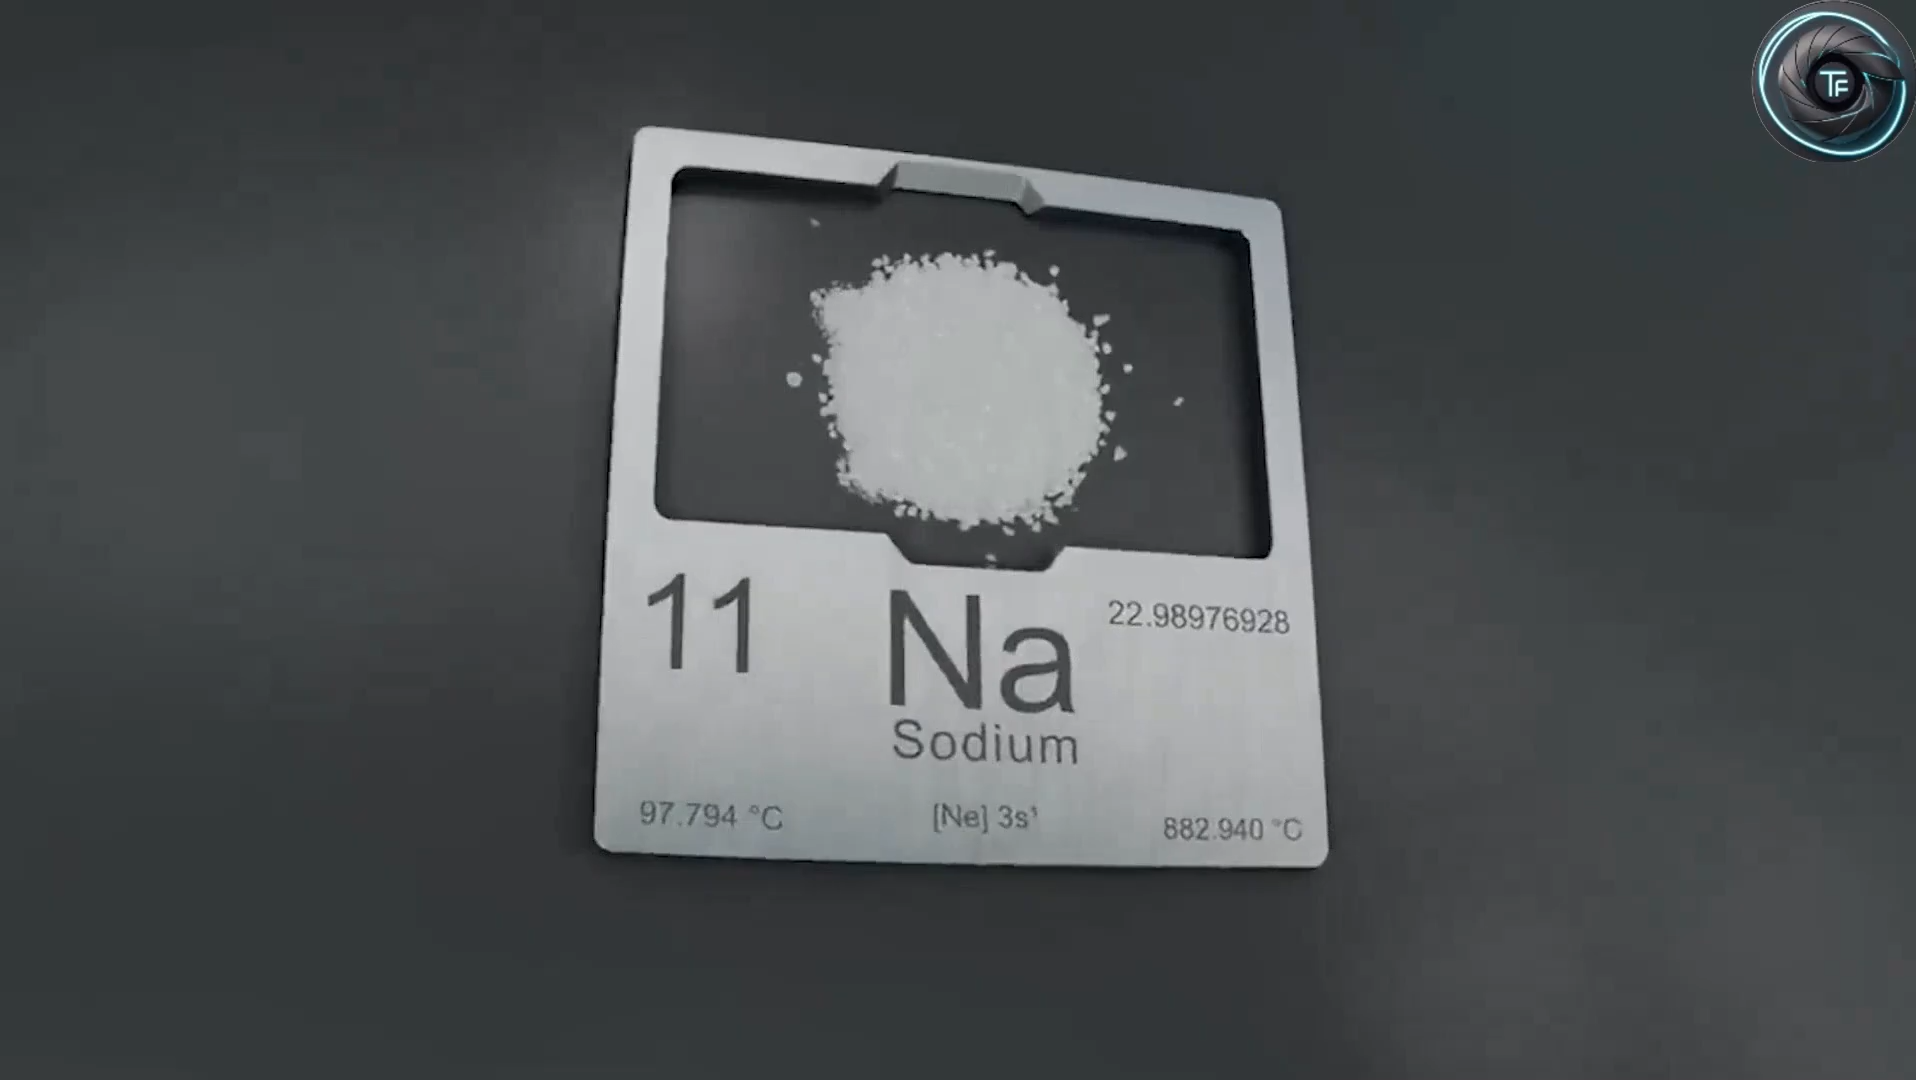 TF
11
Na
22.98976928
Sodium
97.794 °C
[Ne] 3s¹
882.940 °C